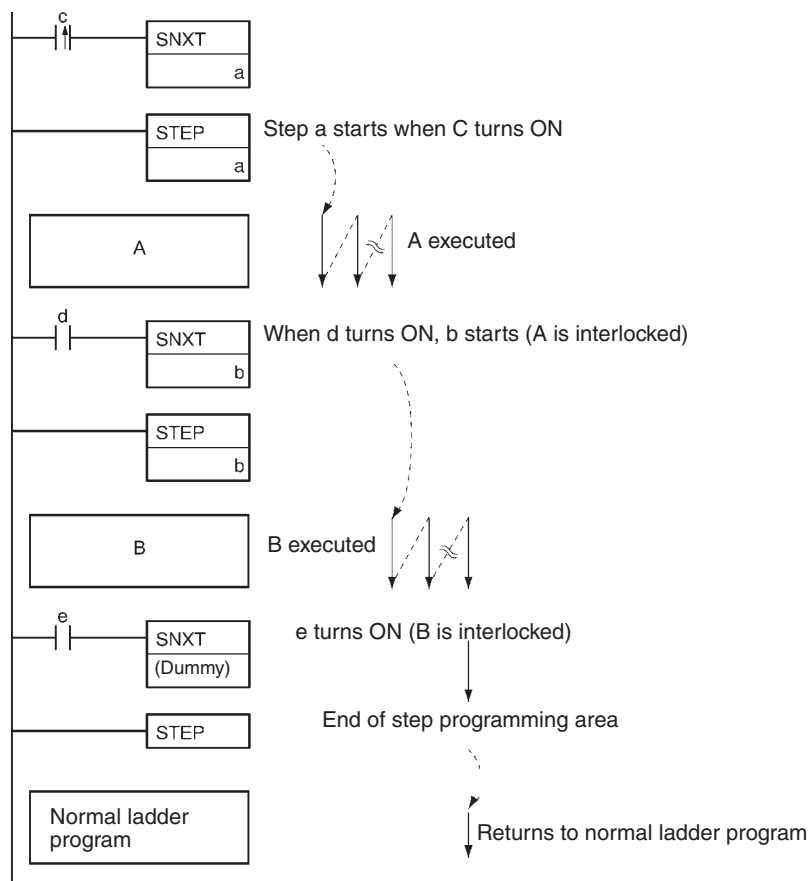 c
SNXT
a
STEP
a
Step a starts when C turns ON
A
A executed
d
SNXT
b
When d turns ON, b starts (A is interlocked)
STEP
b
B
B executed
e
SNXT
(Dummy)
e turns ON (B is interlocked)
STEP
End of step programming area
Normal ladder
program
Returns to normal ladder program